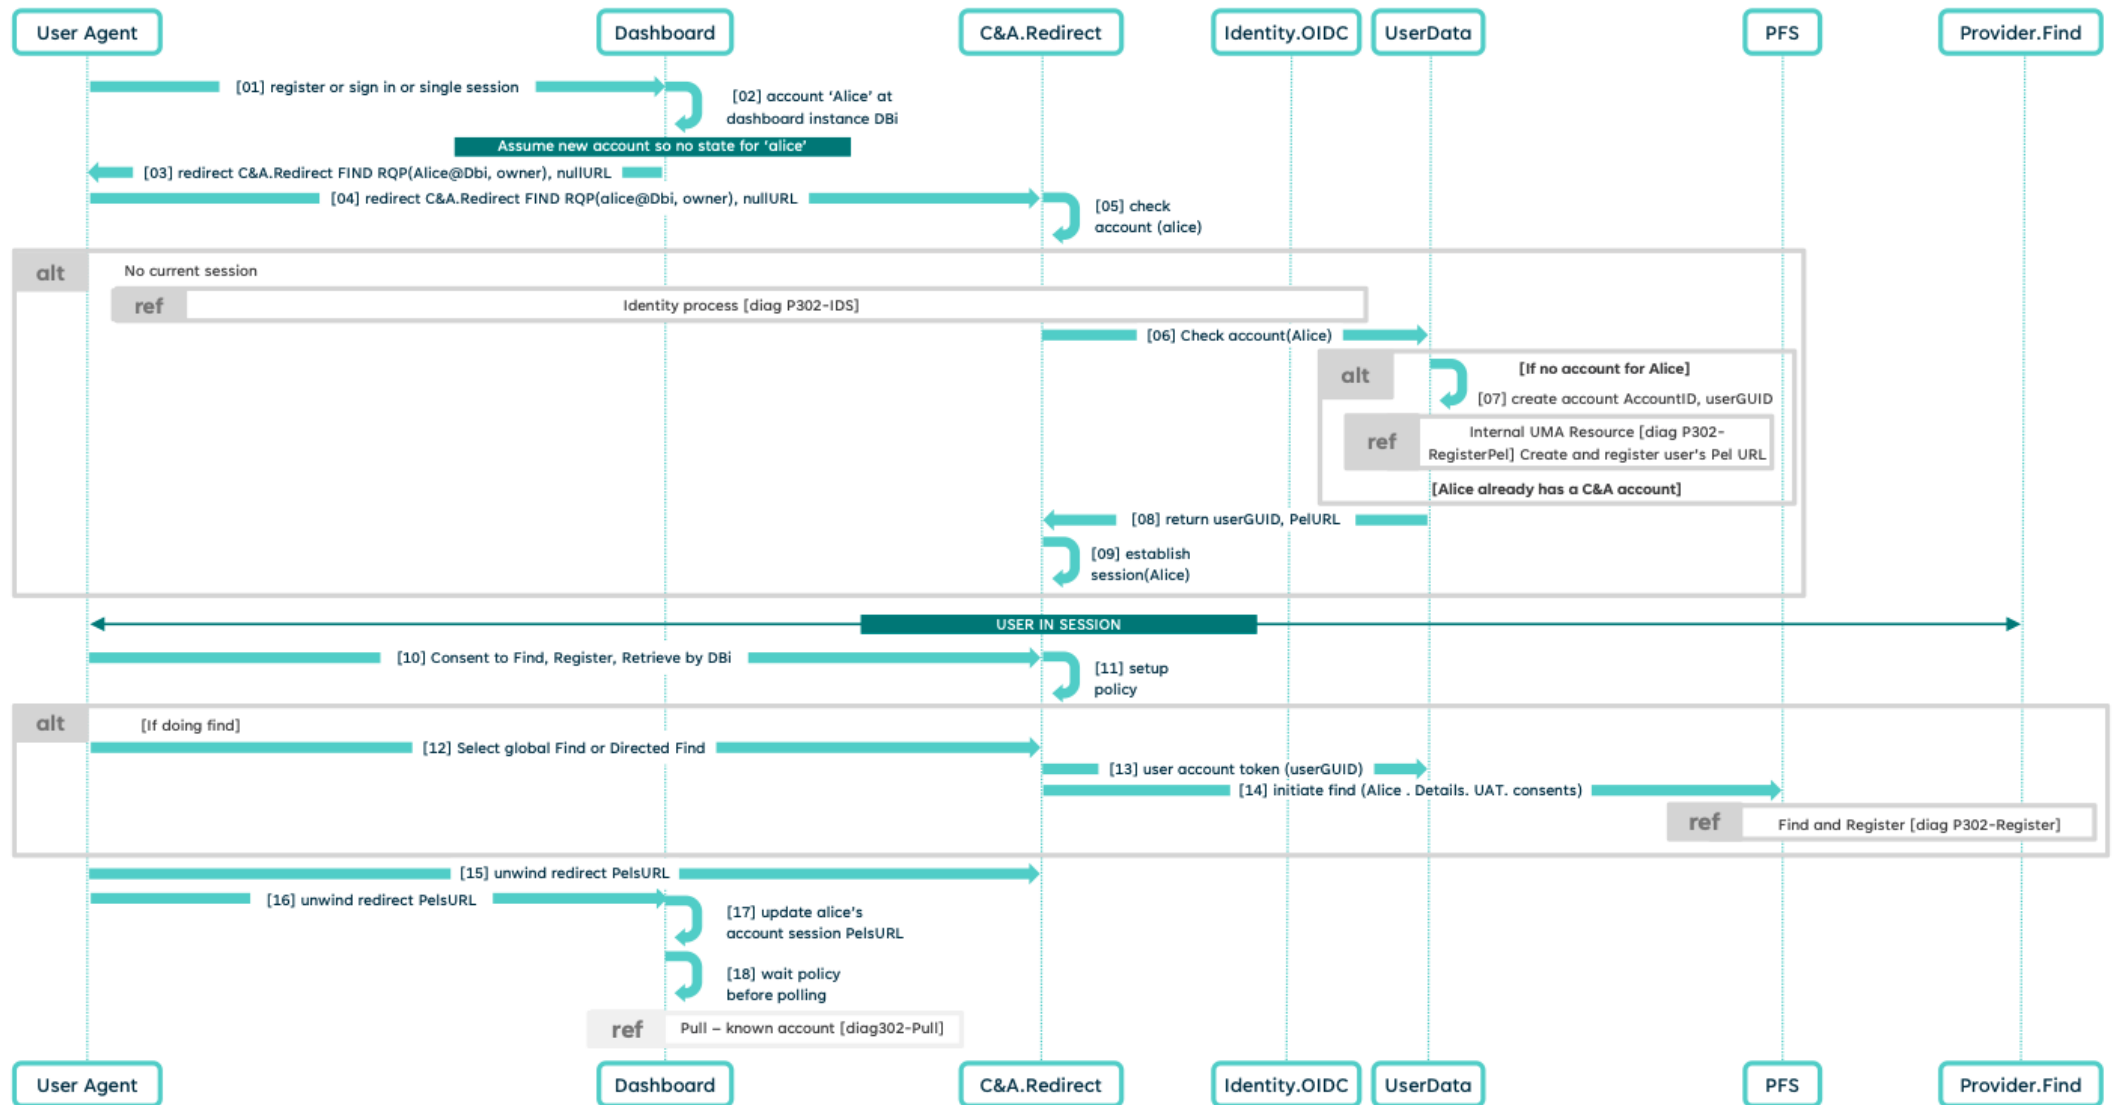 User Agent
Dashboard
C&A.Redirect
Identity.OIDC
UserData
PFS
Provider.Find
[01] register or sign in or single session
[02] account ‘Alice’ at
dashboard instance DBi
Assume new account so no state for ‘alice’
[03] redirect C&A.Redirect FIND RQP(Alice@Dbi, owner), nullURL
[04] redirect C&A.Redirect FIND RQP(alice@Dbi, owner), nullURL
[05] check
account (alice)
alt
No current session
ref
Identity process [diag P302-IDS]
[06] Check account(Alice)
alt
[If no account for Alice]
[07] create account AccountID, userGUID
ref
Internal UMA Resource [diag P302-
RegisterPel] Create and register user's Pel URL
[Alice already has a C&A account]
[08] return userGUID, PelURL
[09] establish
session(Alice)
USER IN SESSION
[10] Consent to Find, Register, Retrieve by DBi
[11] setup
policy
alt
[If doing find]
[12] Select global Find or Directed Find
[13] user account token (userGUID)
[14] initiate find (Alice . Details. UAT. consents)
ref
Find and Register [diag P302-Register]
[15] unwind redirect PelsURL
[16] unwind redirect PelsURL
[17] update alice's
account session PelsURL
[18] wait policy
before polling
ref
Pull – known account [diag302-Pull]
User Agent
Dashboard
C&A.Redirect
Identity.OIDC
UserData
PFS
Provider.Find